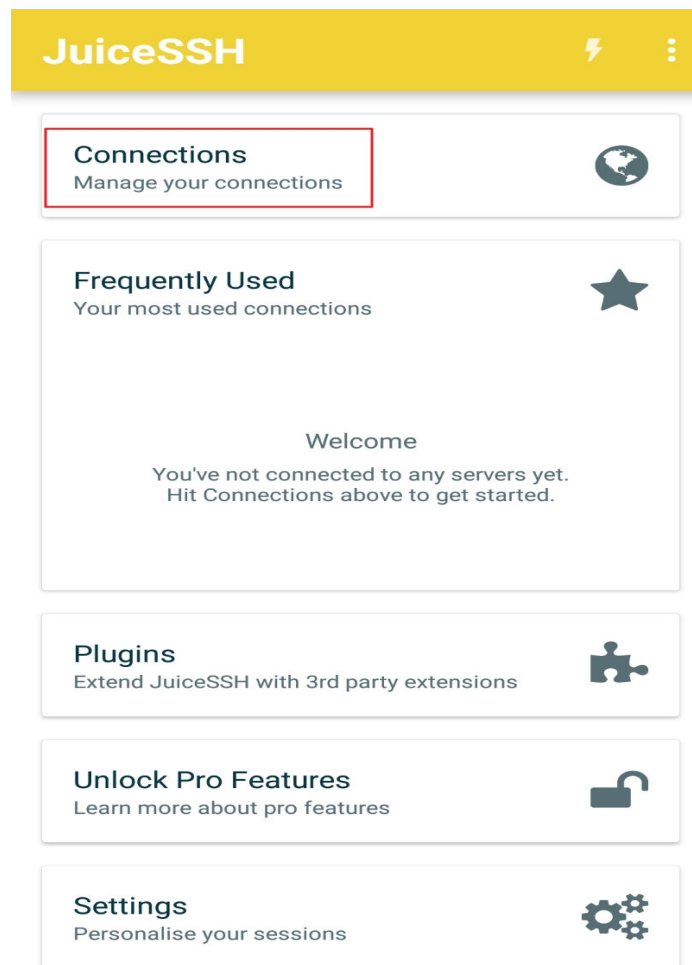 JuiceSSH
Connections
Manage your connections
Frequently Used
Your most used connections
Welcome
You've not connected to any servers yet.
Hit Connections above to get started.
Plugins
Extend JuiceSSH with 3rd party extensions
Unlock Pro Features
Learn more about pro features
Settings
Personalise your sessions